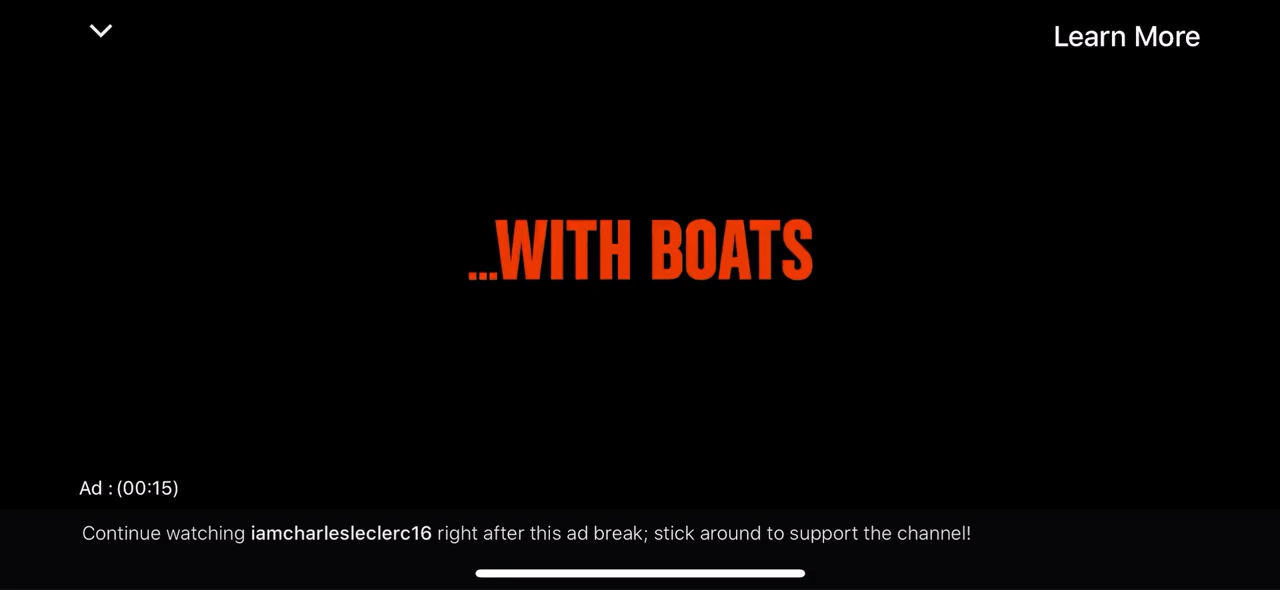 Learn More
...WITH BOATS
Ad : (00:15)
Continue watching iamcharlesleclerc16 right after this ad break; stick around to support the channel!